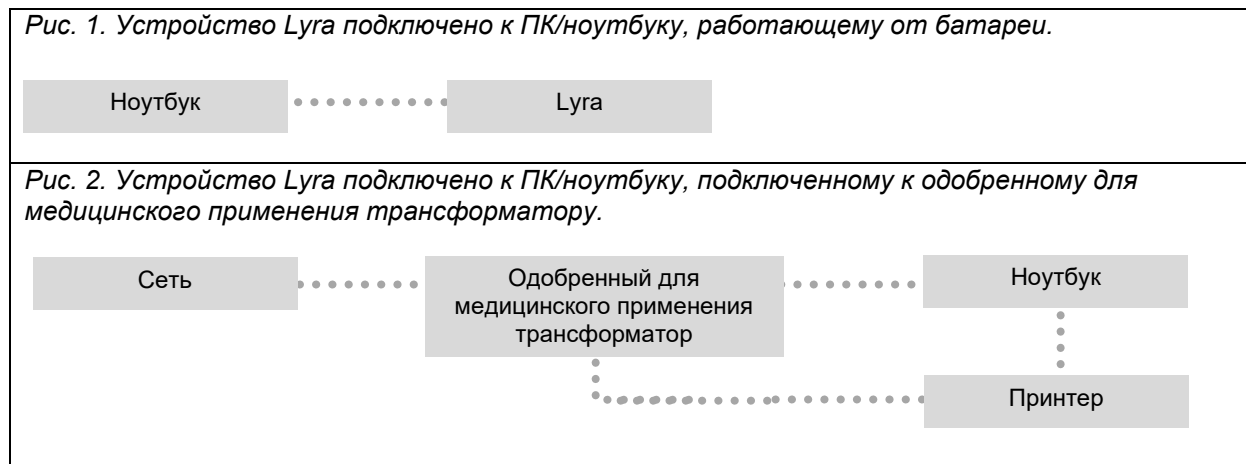 Рис. 1. Устройство Lyra подключено к ПК/ноутбуку, работающему от батареи.
Ноутбук
Lyra
Рис. 2. Устройство Lyra подключено к ПК/ноутбуку, подключенному к одобренному для
медицинского применения трансформатору.
Сеть
Одобренный для
медицинского применения
трансформатор
Ноутбук
Принтер